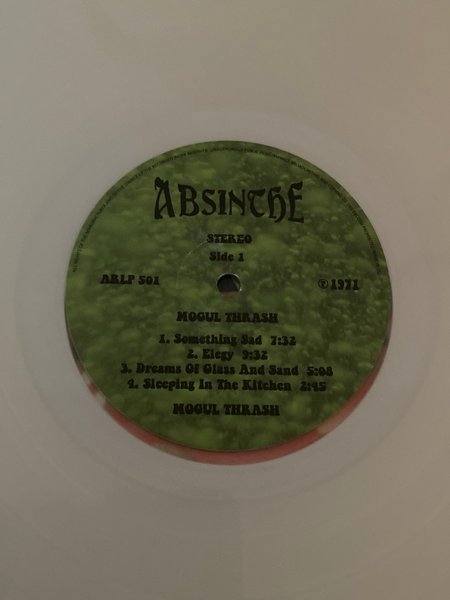 ABSINTHE
STEREO
Side 1
ARLP 501
℗ 1971
MOGUL THRASH
1. Something Sad 7:32
2. Elegy 9:32
3. Dreams Of Glass And Sand 5:08
4. Sleeping In The Kitchen 2:45
MOGUL THRASH